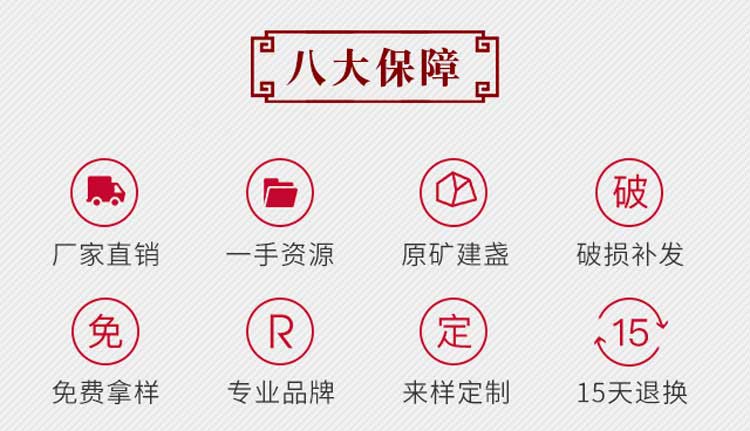 八大保障
破
厂家直销 一手资源 原矿建盏 破损补发
免 R 定 15
免费拿样 专业品牌 来样定制 15天退换